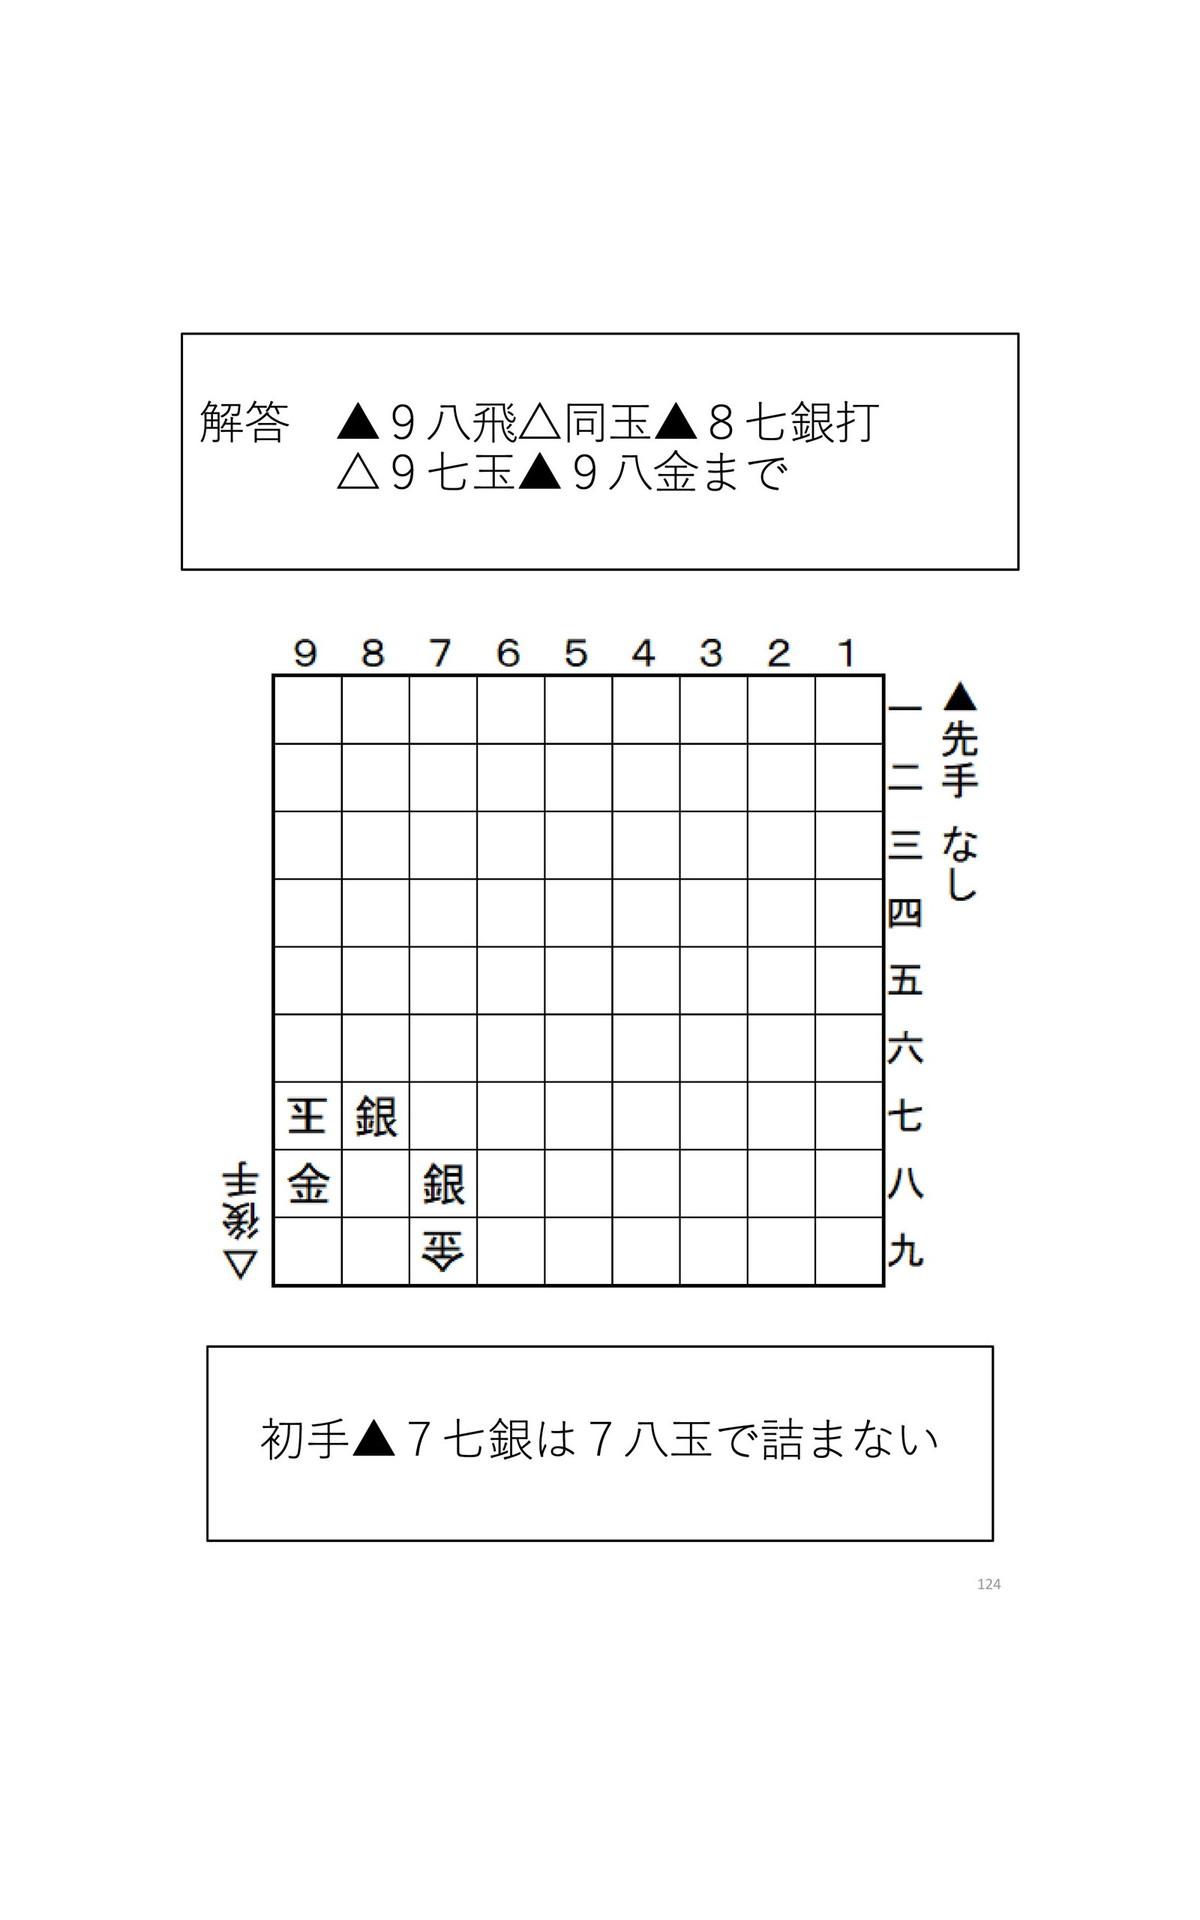 解答　▲９八飛△同玉▲８七銀打
△９七玉▲９八金まで
9 8 7 6 5 4 3 2 1
一
二
三
四
五
六
七
八
九
▲先手 なし
王 銀
金 銀
金
△後手
初手▲７七銀は７八玉で詰まない
124